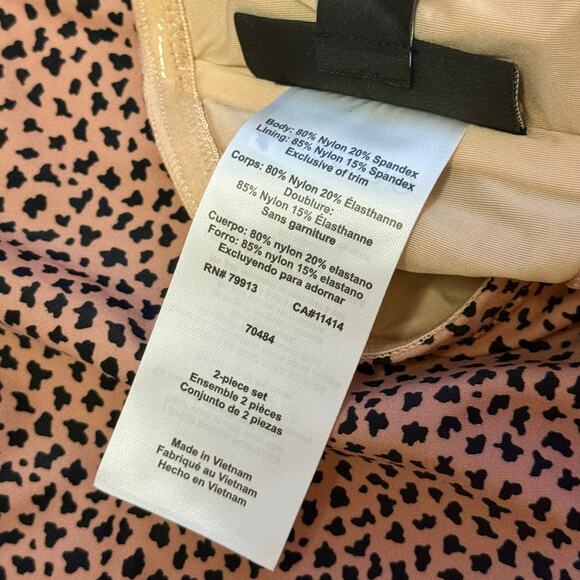 Body: 80% Nylon 20% Spandex
Lining: 85% Nylon 15% Spandex
Exclusive of trim
Corps: 80% Nylon 20% Élasthanne
Doublure:
85% Nylon 15% Élasthanne
Sans garniture
Cuerpo: 80% nylon 20% elastano
Forro: 85% nylon 15% elastano
Excluyendo para adornar
RN# 79913 CA#11414
70484
2-piece set
Ensemble 2 pièces
Conjunto de 2 piezas
Made in Vietnam
Fabriqué au Vietnam
Hecho en Vietnam